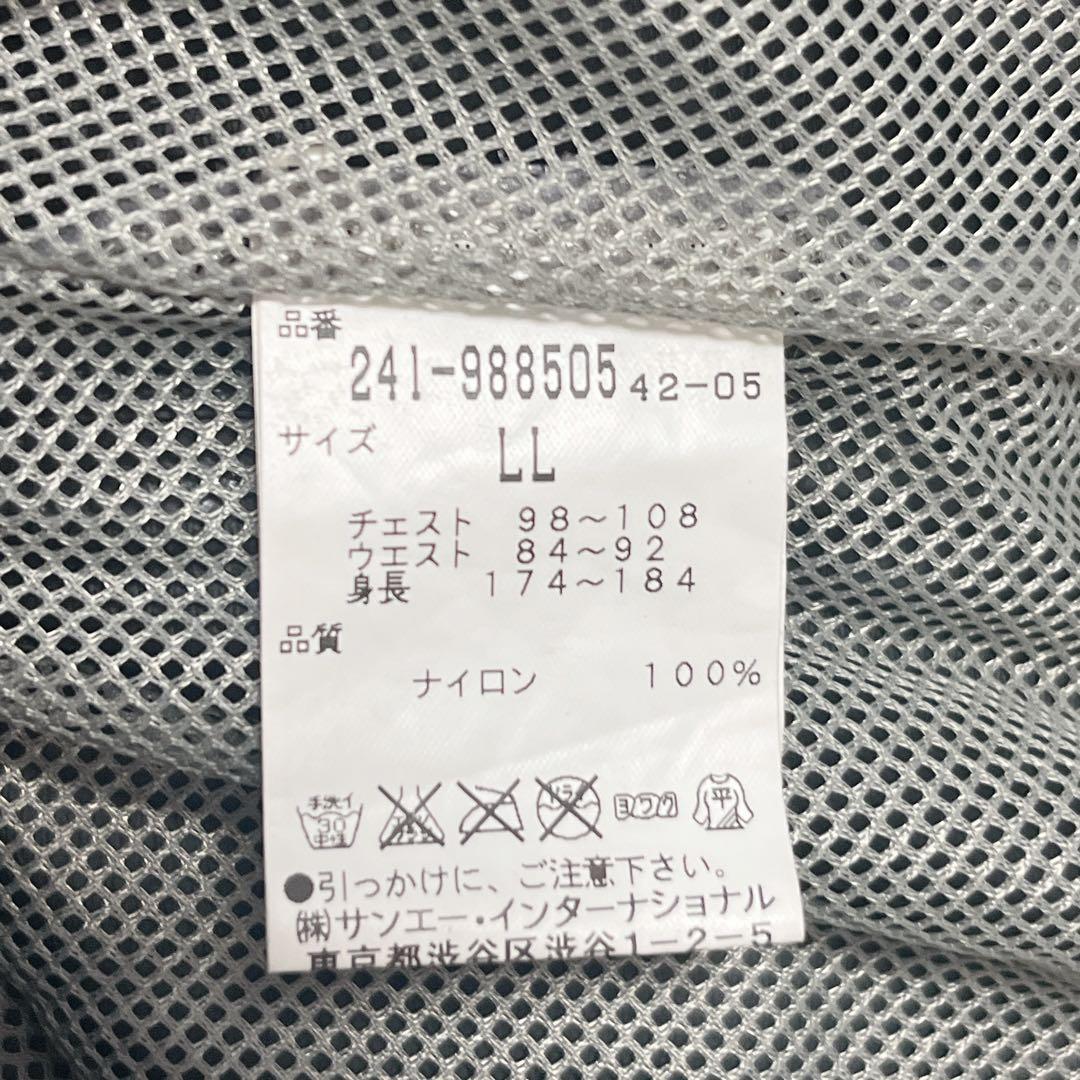 品番
241-988505 42-05
サイズ LL
チェスト 98〜108
ウエスト 84〜92
身長 174〜184
品質
ナイロン 100%
手洗イ 30 中性
ヨワク 平
●引っかけに、ご注意下さい。
㈱サンエー・インターナショナル
東京都渋谷区渋谷1-2-5